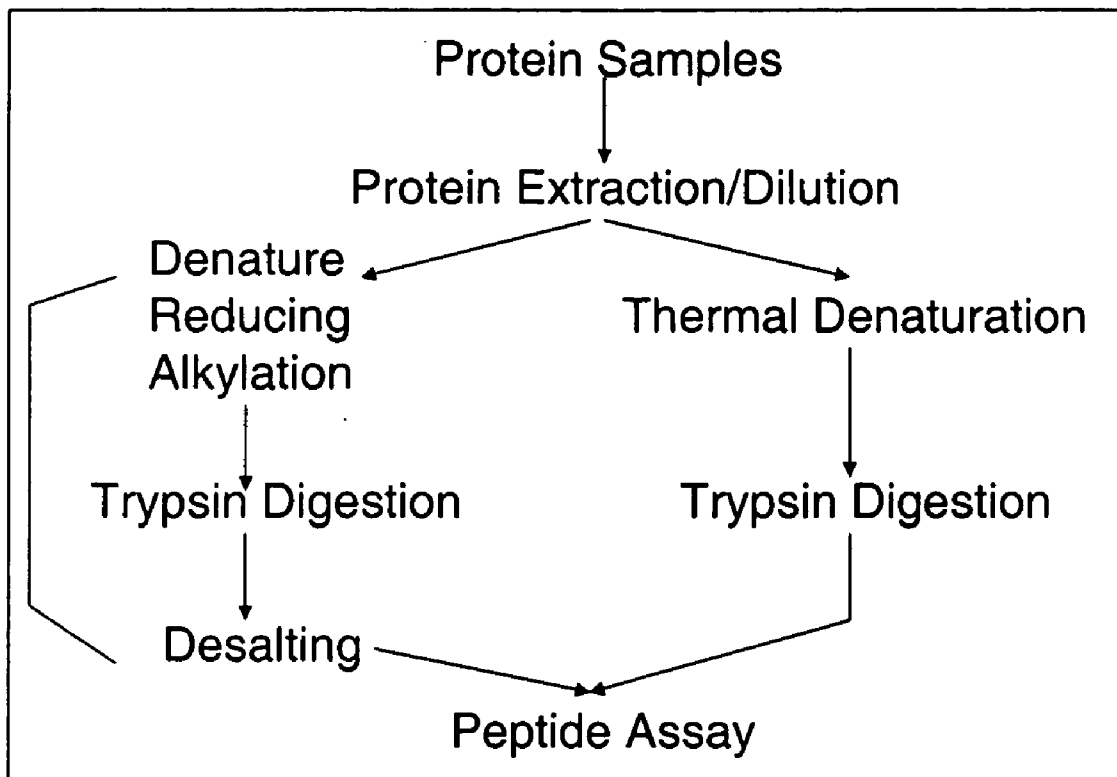 Protein Samples
Protein Extraction/Dilution
Denature
Reducing
Alkylation
Thermal Denaturation
Trypsin Digestion
Trypsin Digestion
Desalting
Peptide Assay